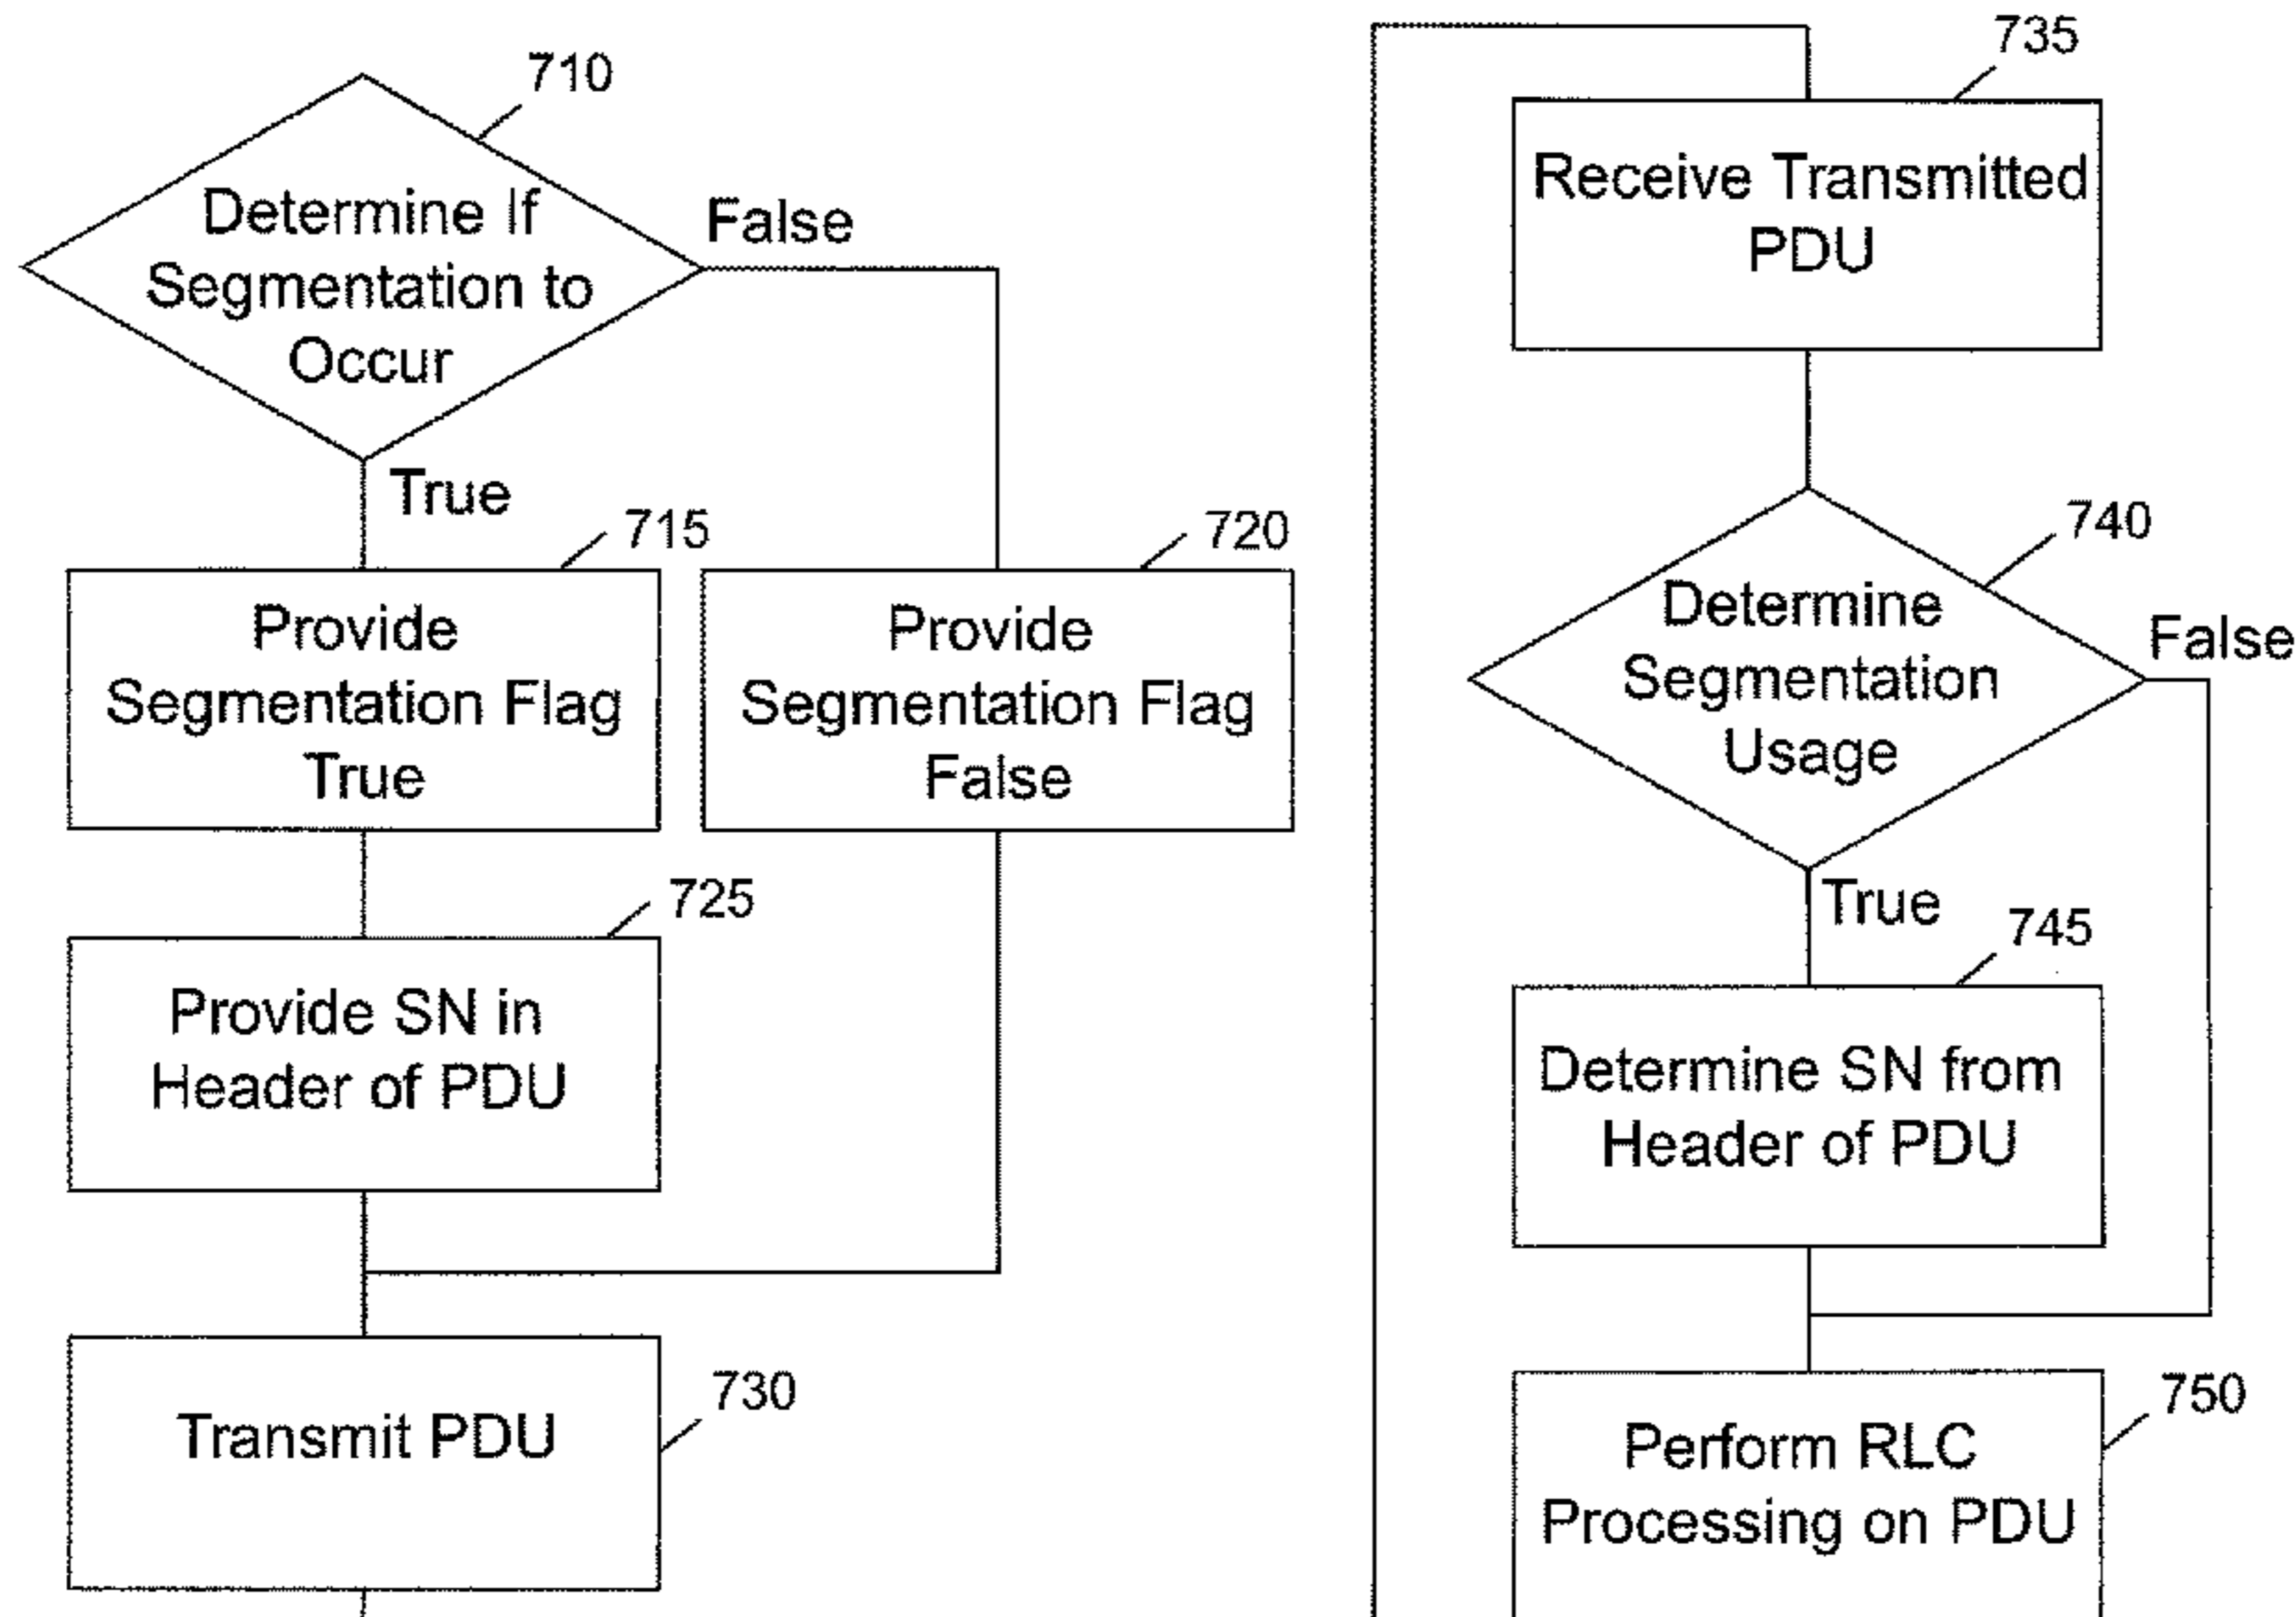 710
Determine If
Segmentation to
Occur
False
True
715
Provide
Segmentation Flag
True
720
Provide
Segmentation Flag
False
725
Provide SN in
Header of PDU
730
Transmit PDU
735
Receive Transmitted
PDU
740
Determine
Segmentation
Usage
False
True
745
Determine SN from
Header of PDU
750
Perform RLC
Processing on PDU